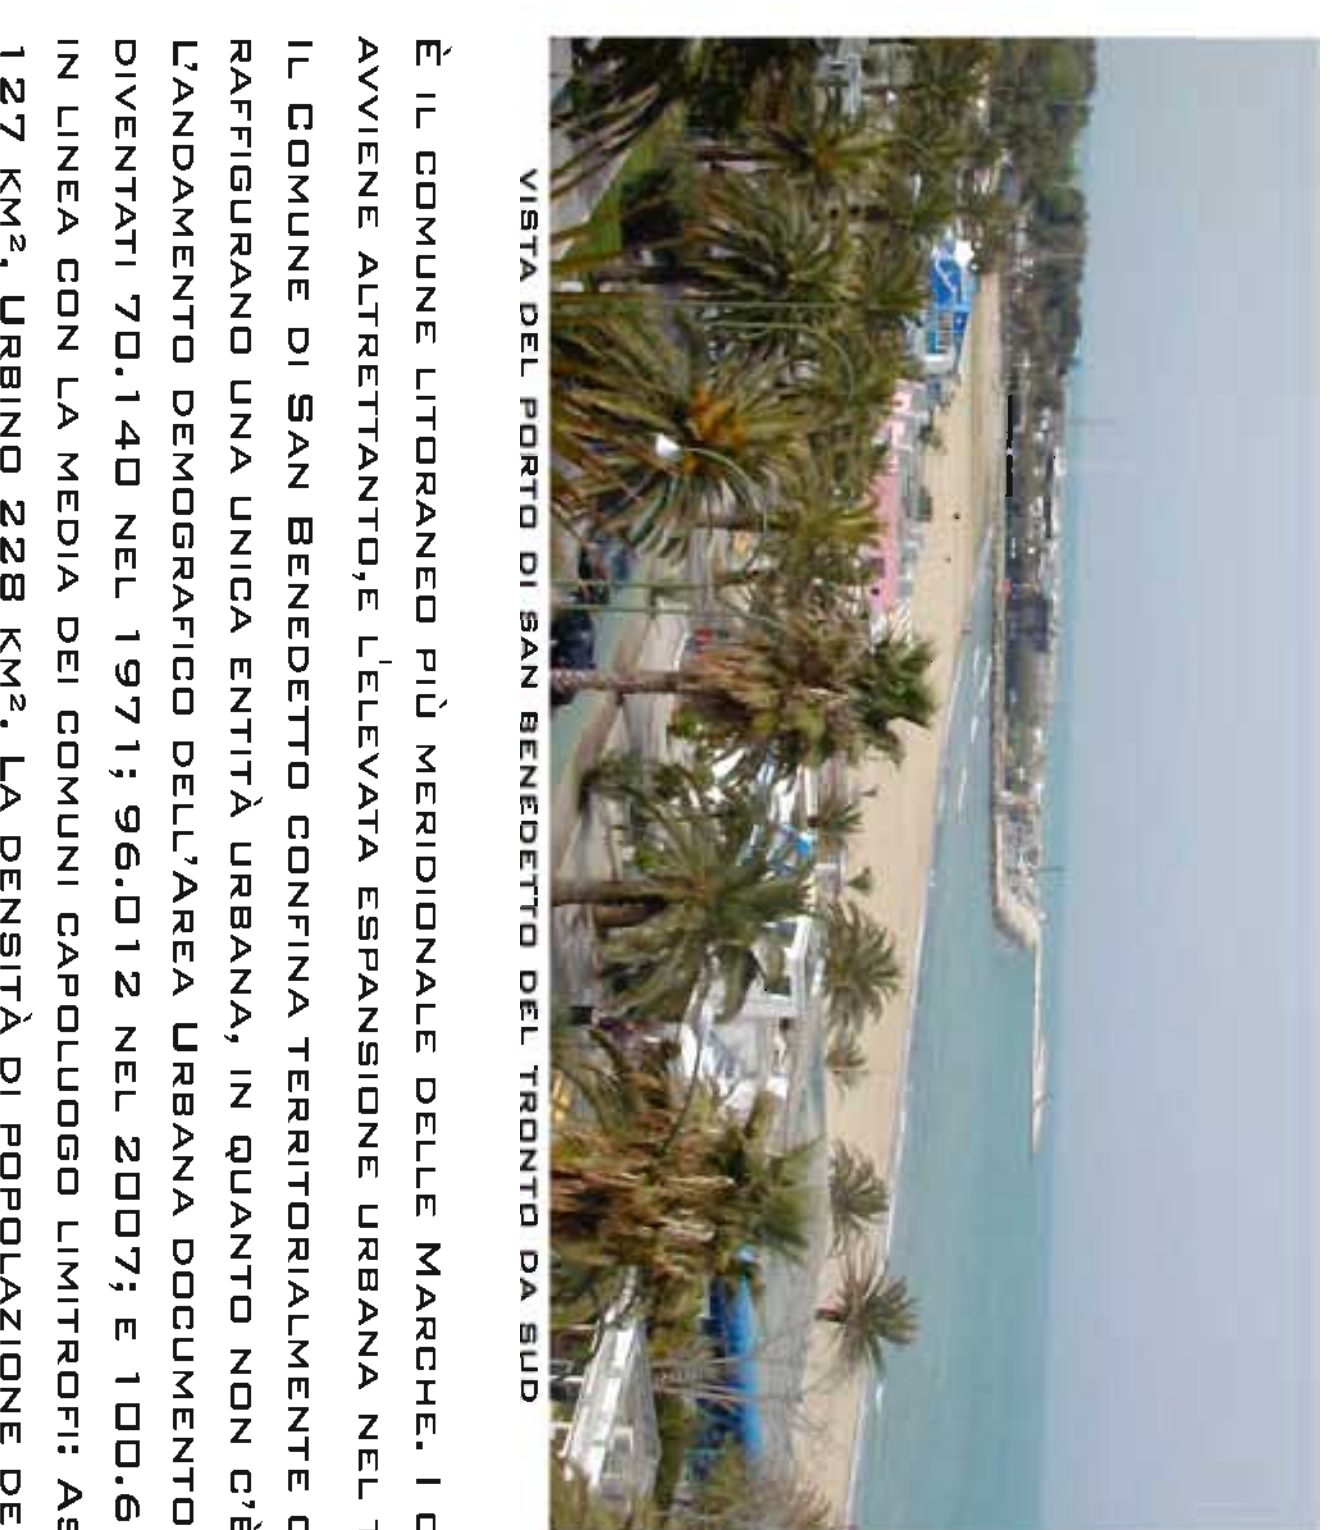 VISTA DEL PORTO DI SAN BENEDETTO DEL TRONTO DA SUD
È IL COMUNE LITORANEO PIÙ MERIDIONALE DELLE MARCHE. I
AVVIENE ALTRETTANTO,E L'ELEVATA ESPANSIONE URBANA NEL
IL COMUNE DI SAN BENEDETTO CONFINA TERRITORIALMENTE
RAFFIGURANO UNA UNICA ENTITÀ URBANA, IN QUANTO NON C'È
L'ANDAMENTO DEMOGRAFICO DELL'AREA URBANA DOCUMENTO
DIVENTATI 70.140 NEL 1971; 96.012 NEL 2007; E 100.6
IN LINEA CON LA MEDIA DEI COMUNI CAPOLUOGO LIMITROFI: AS
127 KM², URBINO 228 KM². LA DENSITÀ DI POPOLAZIONE DE